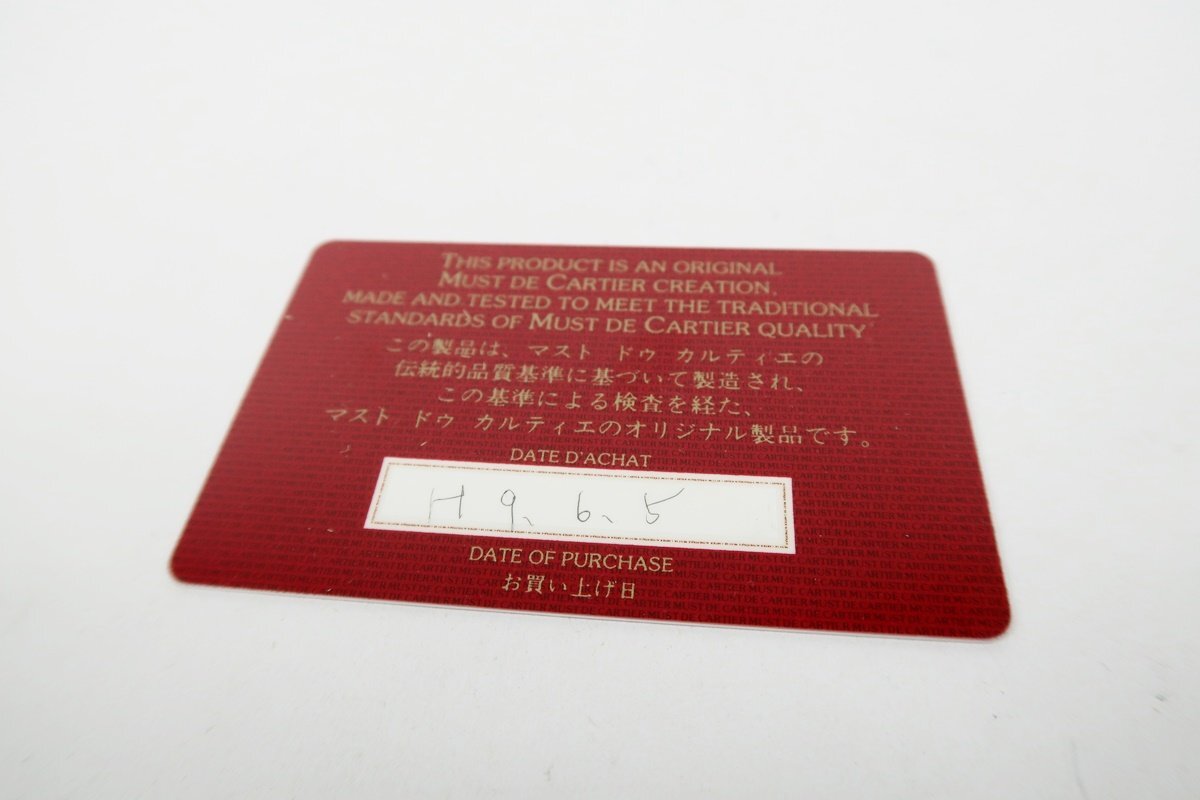 THIS PRODUCT IS AN ORIGINAL
MUST DE CARTIER CREATION,
MADE AND TESTED TO MEET THE TRADITIONAL
STANDARDS OF MUST DE CARTIER QUALITY
この製品は、マスト ドゥ カルティエの
伝統的品質基準に基づいて製造され、
この基準による検査を経た、
マスト ドゥ カルティエのオリジナル製品です。
DATE D'ACHAT
H 9. 6. 5
DATE OF PURCHASE
お買い上げ日